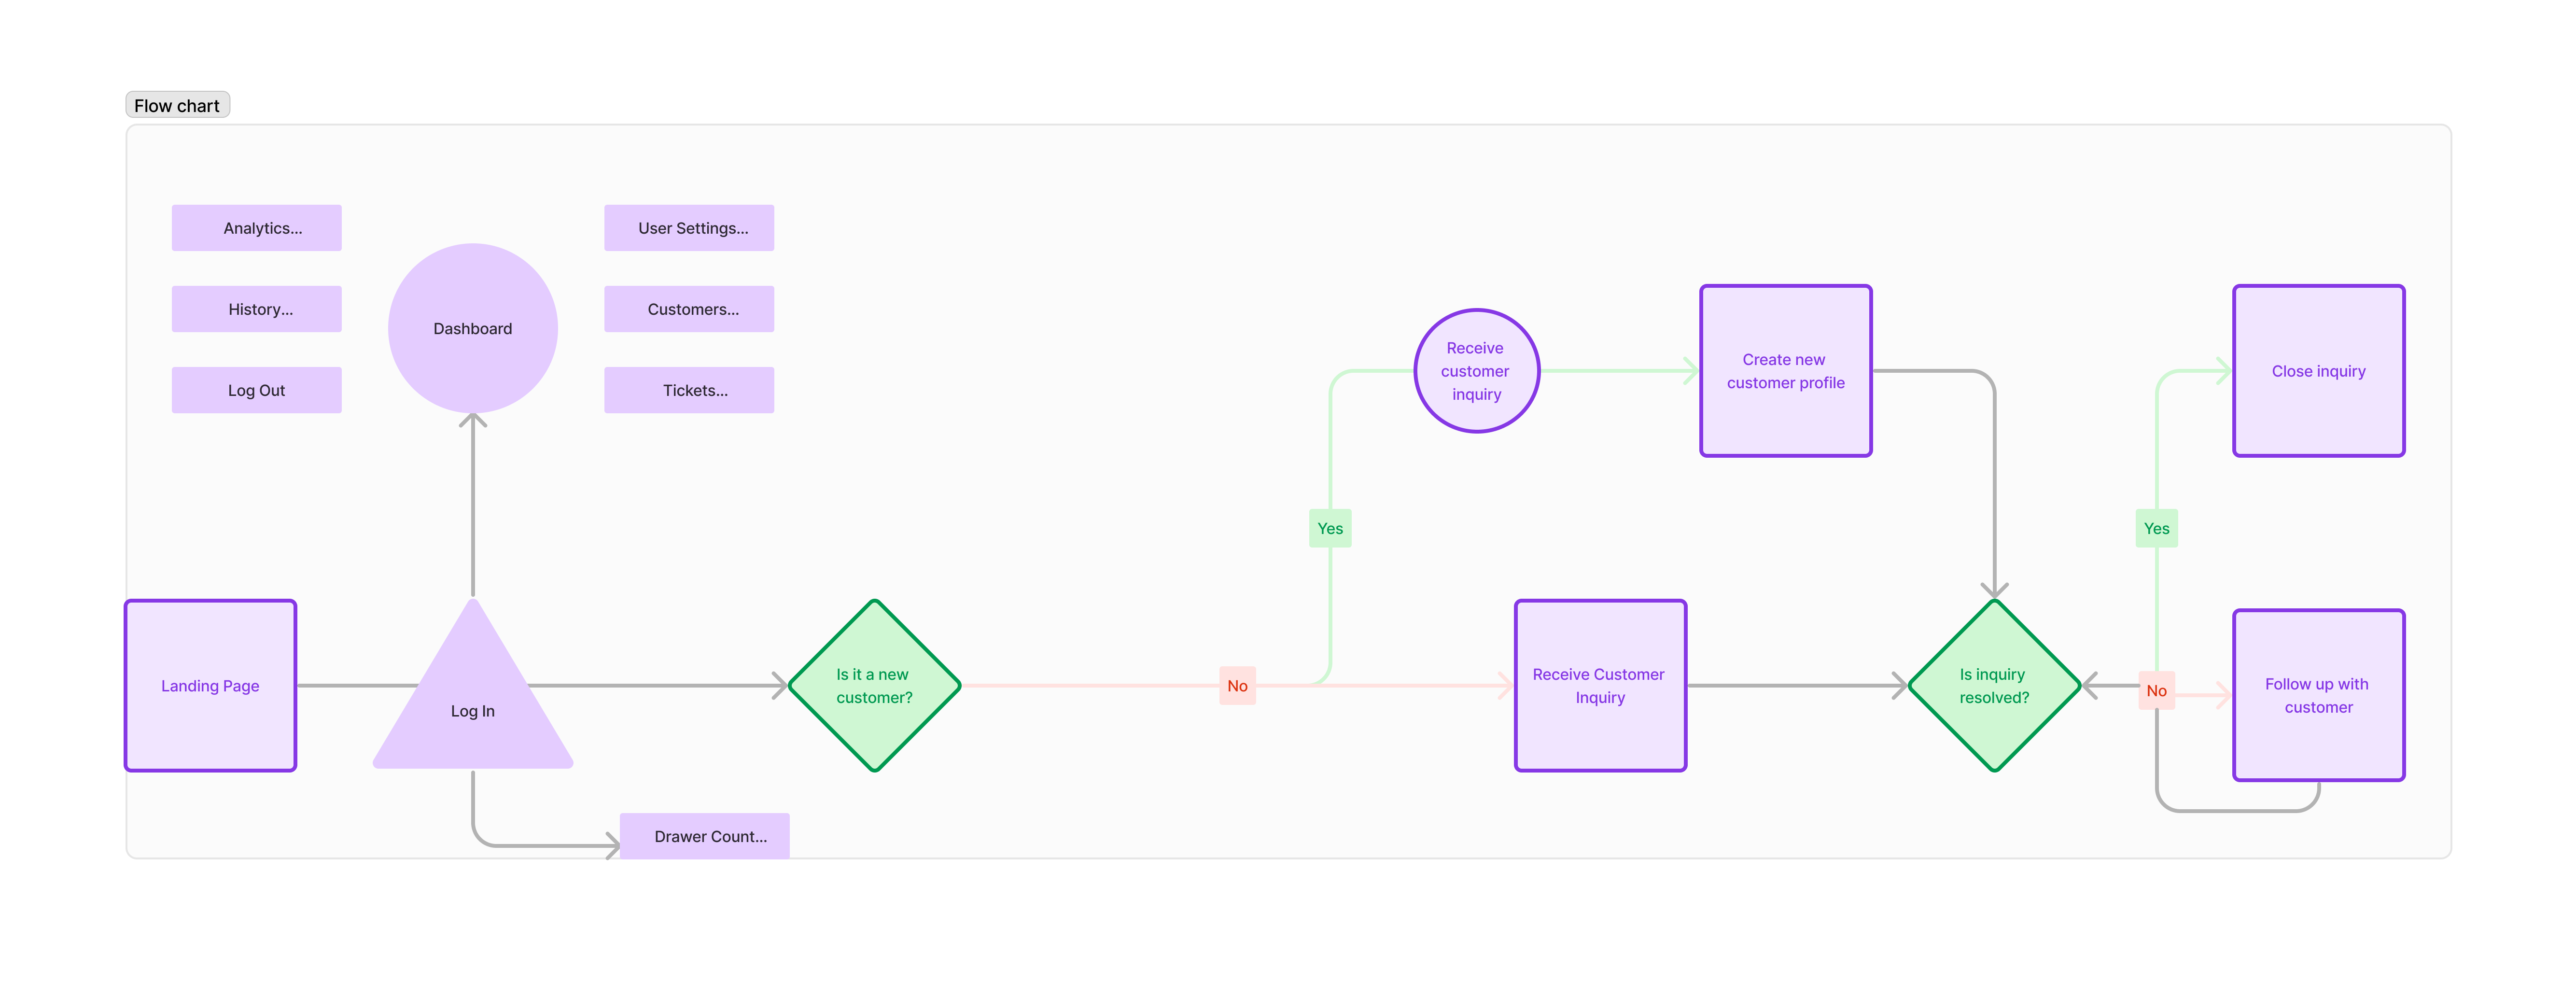 Flow chart
Analytics...
User Settings...
History...
Dashboard
Customers...
Log Out
Tickets...
Receive
customer
inquiry
Create new
customer profile
Close inquiry
Yes
Yes
Landing Page
Log In
Is it a new
customer?
No
Receive Customer
Inquiry
Is inquiry
resolved?
No
Follow up with
customer
Drawer Count...